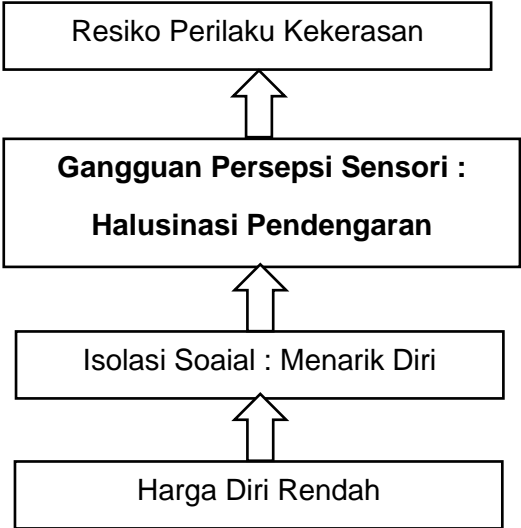 Resiko Perilaku Kekerasan
Gangguan Persepsi Sensori :
Halusinasi Pendengaran
Isolasi Soaial : Menarik Diri
Harga Diri Rendah